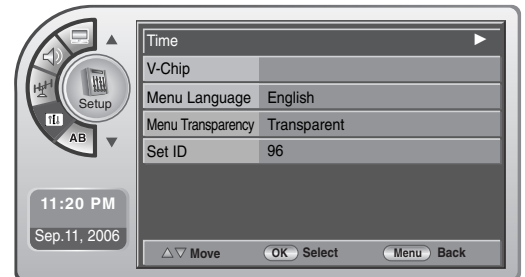 Time
V-Chip
Menu Language English
Menu Transparency Transparent
Set ID 96
Setup
AB
11:20 PM
Sep.11, 2006
Move OK Select Menu Back